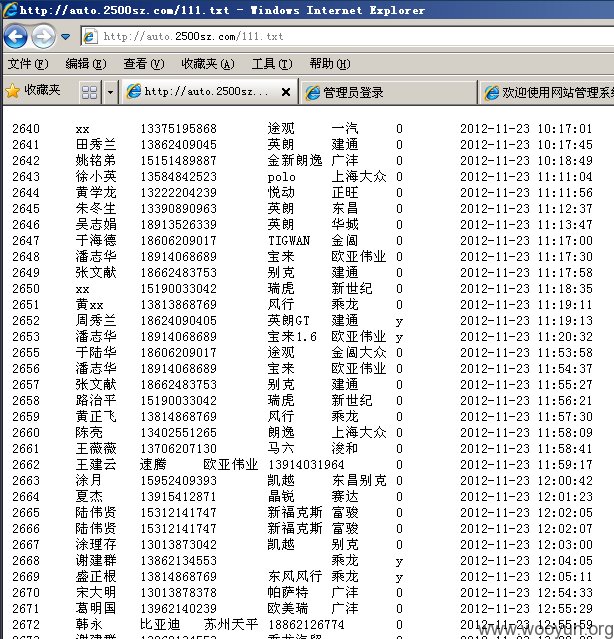 http://auto.2500sz.com/111.txt - Windows Internet Explorer
http://auto.2500sz.com/111.txt
文件(F) 编辑(E) 查看(V) 收藏夹(A) 工具(T) 帮助(H)
收藏夹 http://auto.2500sz... 管理员登录 欢迎使用网站管理系统
2640 xx 13375195868 途观 一汽 0 2012-11-23 10:17:01
2641 田秀兰 13862409045 英朗 建通 0 2012-11-23 10:17:45
2642 姚铭弟 15151489887 金新朗逸 广沣 0 2012-11-23 10:18:49
2643 徐小英 13584842523 polo 上海大众 0 2012-11-23 11:11:04
2644 黄学龙 13222204239 悦动 正旺 0 2012-11-23 11:11:56
2645 朱冬生 13390890963 英朗 东昌 0 2012-11-23 11:12:37
2646 吴志娟 18913526339 英朗 华城 0 2012-11-23 11:13:47
2647 于海德 18606209017 TIGWAN 金阊 0 2012-11-23 11:17:00
2648 潘志华 18914068689 宝来 欧亚伟业 0 2012-11-23 11:17:30
2649 张文献 18662483753 别克 建通 0 2012-11-23 11:17:58
2650 xx 15190033042 瑞虎 新世纪 0 2012-11-23 11:18:35
2651 黄xx 13813868769 风行 乘龙 0 2012-11-23 11:19:11
2652 周秀兰 18624090405 英朗GT 建通 y 2012-11-23 11:19:13
2653 潘志华 18914068689 宝来1.6 欧亚伟业 y 2012-11-23 11:20:32
2655 于陆华 18606209017 途观 金阊大众 0 2012-11-23 11:53:58
2656 潘志华 18914068689 宝来 欧亚伟业 0 2012-11-23 11:54:37
2657 张文献 18662483753 别克 建通 0 2012-11-23 11:55:27
2658 路治平 15190033042 瑞虎 新世纪 0 2012-11-23 11:56:21
2659 黄正飞 13814868769 风行 乘龙 0 2012-11-23 11:57:30
2660 陈亮 13402551265 朗逸 上海大众 0 2012-11-23 11:58:09
2661 王薇薇 13706207130 马六 浚和 0 2012-11-23 11:58:41
2662 王建云 速腾 欧亚伟业 13914031964 2012-11-23 11:59:17
2663 涂月 15952409393 凯越 东昌别克 0 2012-11-23 12:00:42
2664 夏杰 13915412871 晶锐 赛达 0 2012-11-23 12:01:23
2665 陆伟贤 15312141747 新福克斯 富骏 0 2012-11-23 12:02:05
2666 陆伟贤 15312141747 新福克斯 富骏 0 2012-11-23 12:02:07
2667 涂理存 13013873042 凯越 别克 0 2012-11-23 12:03:00
2668 谢建群 13862134553 乘龙 y 2012-11-23 12:04:05
2669 盛正根 13814868769 东风风行 乘龙 y 2012-11-23 12:05:11
2670 宋大明 13013878378 帕萨特 广沣 0 2012-11-23 12:54:33
2671 葛明国 13962140239 欧美瑞 广沣 0 2012-11-23 12:55:29
2672 韩永 比亚迪 苏州天平 18862126774 0 2012-11-23 12:55:59
www.wooyun.org